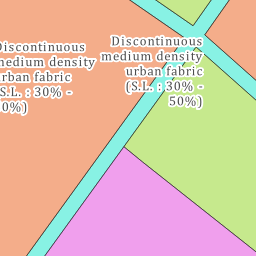 Discontinuous
medium density
urban fabric
(S.L. : 30% -
50%)
Discontinuous
medium density
urban fabric
(S.L. : 30% -
50%)